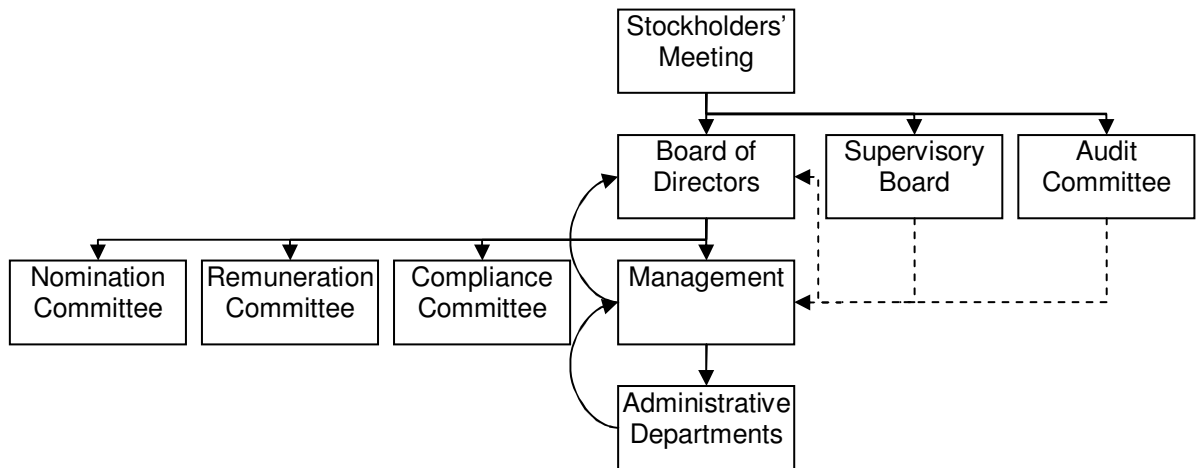 Stockholders’
Meeting
Board of
Directors
Supervisory
Board
Audit
Committee
Nomination
Committee
Remuneration
Committee
Compliance
Committee
Management
Administrative
Departments